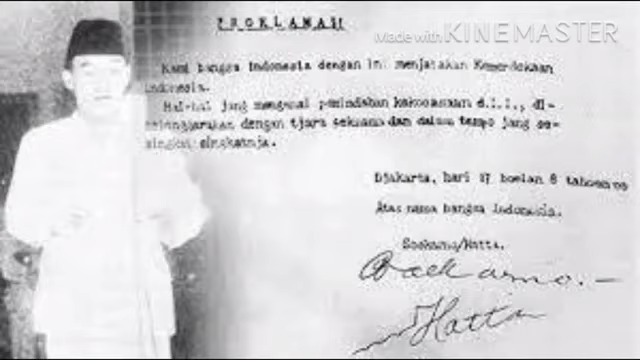 PROKLAMASI
Made with KINEMASTER
Kami bangsa Indonesia dengan ini menjatakan Kemerdekaan
Indonesia.
Hal-hal jang mengenai pemindahan kekoeasaan d.l.l., di-
selenggarakan dengan tjara seksama dan dalam tempo jang se-
singkat-singkatnja.
Djakarta, hari 17 boelan 8 tahoen 05
Atas nama bangsa Indonesia.
Soekarno/Hatta.
Soekarno.-
Hatta